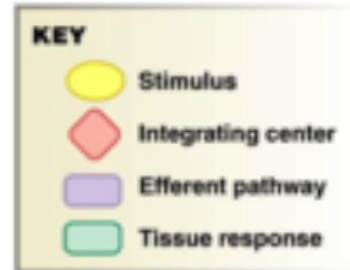 KEY
Stimulus
Integrating center
Efferent pathway
Tissue response